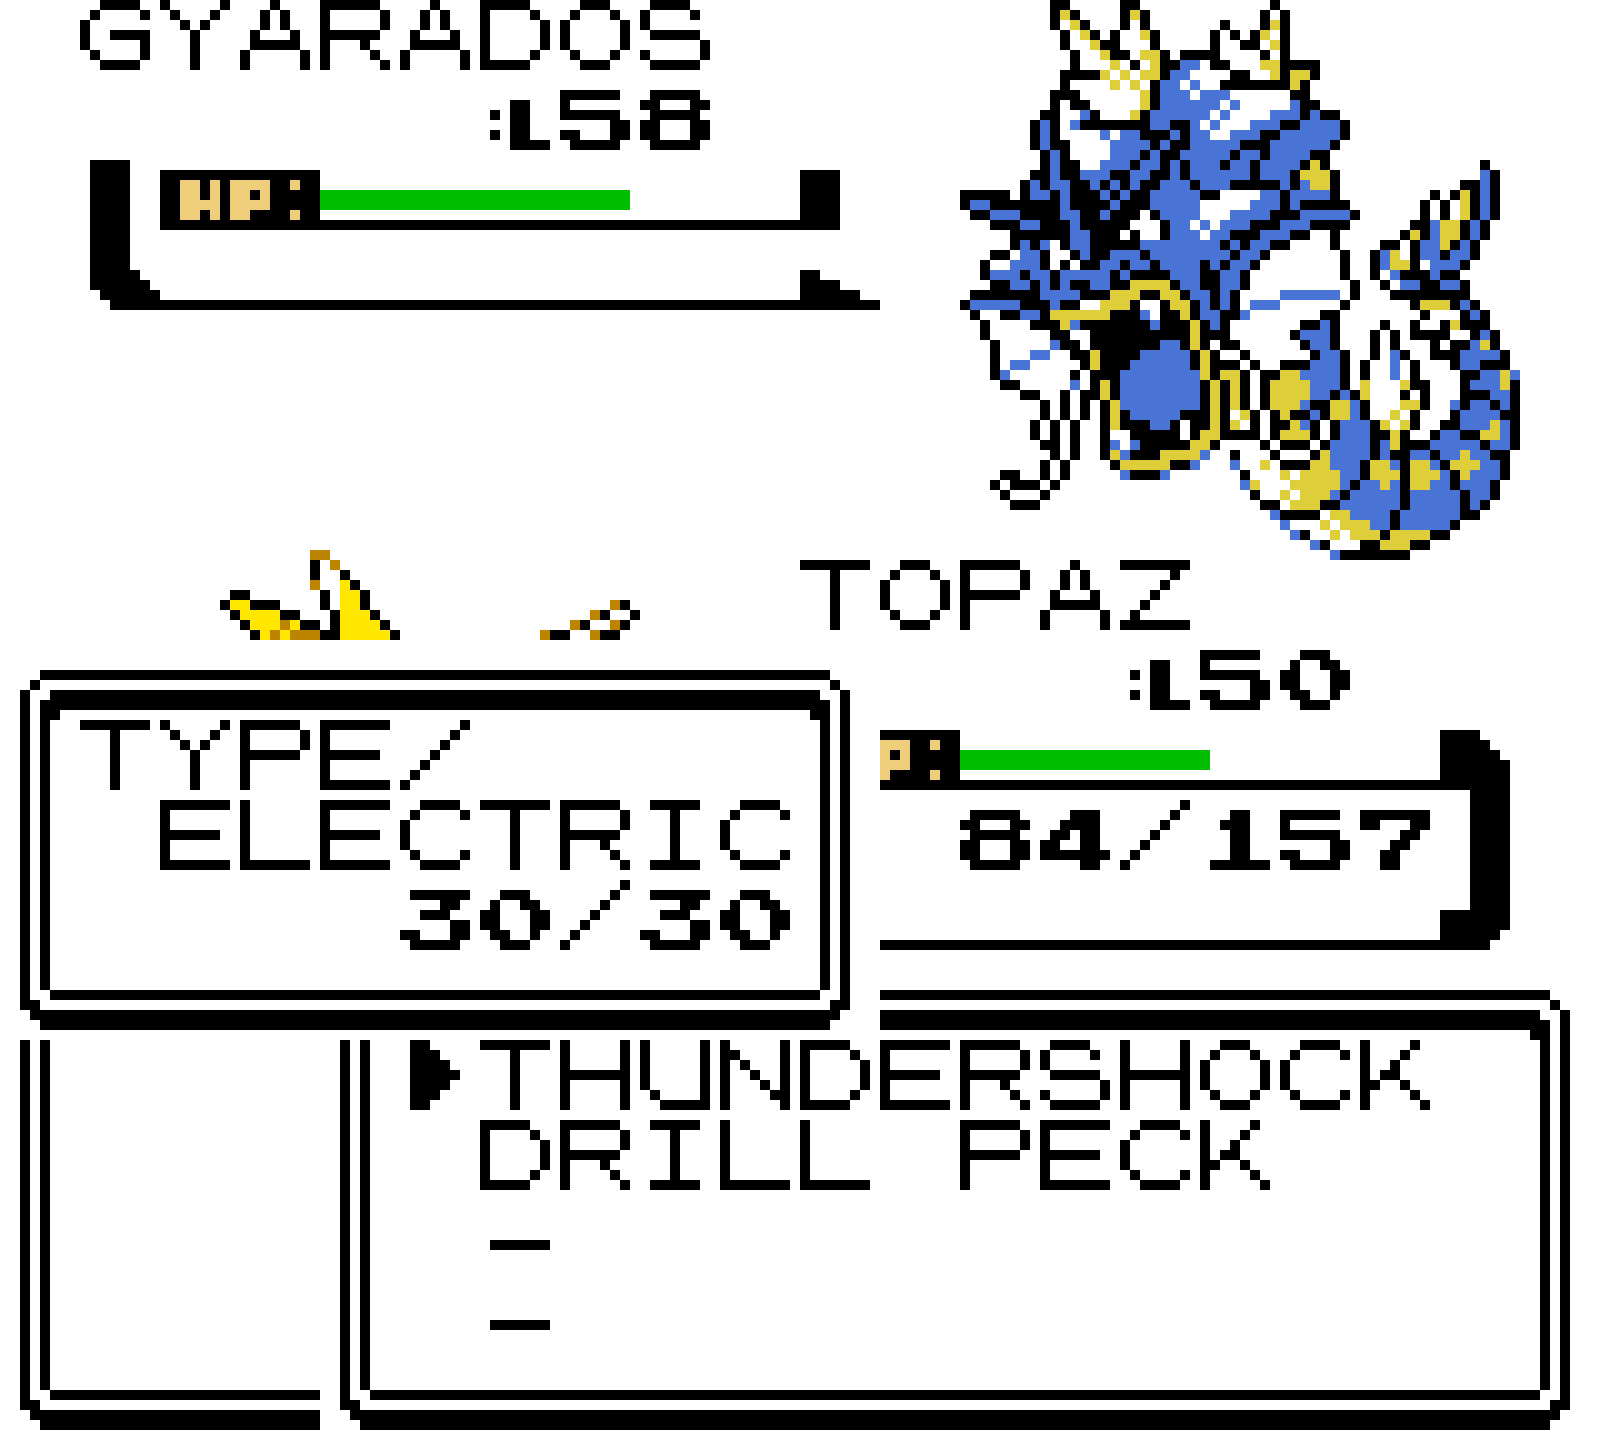 GYARADOS
:L58
HP:
TOPAZ
:L50
P:
84/157
TYPE/
ELECTRIC
30/30
▶THUNDERSHOCK
DRILL PECK
—
—